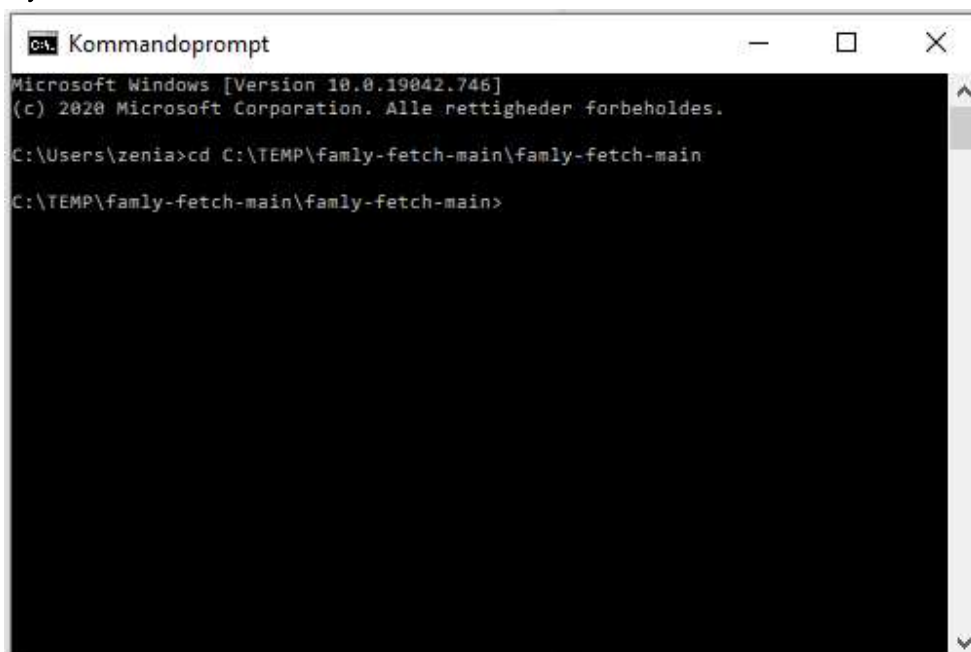 Kommandoprompt
Microsoft Windows [Version 10.0.19042.746]
(c) 2020 Microsoft Corporation. Alle rettigheder forbeholdes.
C:\Users\zenia>cd C:\TEMP\famly-fetch-main\famly-fetch-main
C:\TEMP\famly-fetch-main\famly-fetch-main>